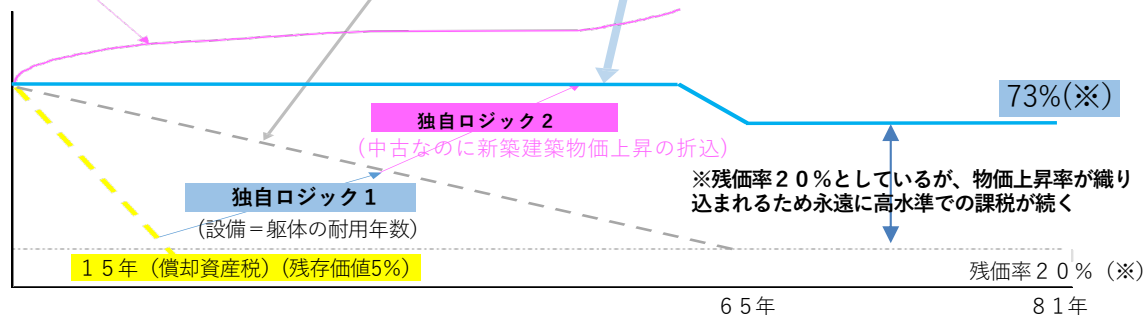 73%(※)
独自ロジック２
(中古なのに新築建築物価上昇の折込)
※残価率２０%としているが、物価上昇率が織り
込まれるため永遠に高水準での課税が続く
独自ロジック１
(設備＝躯体の耐用年数)
１５年（償却資産税）(残存価値5%)
残価率２０%（※）
６５年
８１年